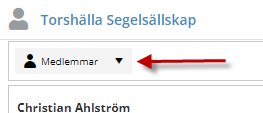 Torshälla Segelsällskap
Medlemmar
Christian Ahlström